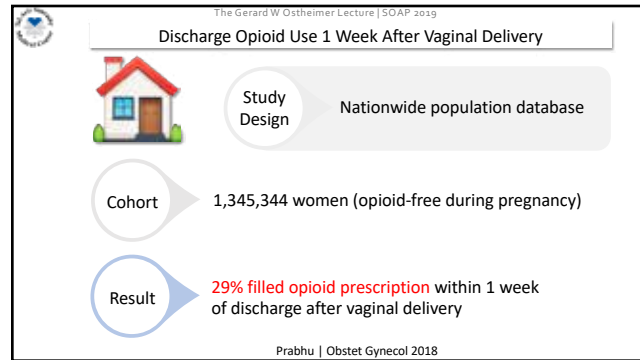 The Gerard W Ostheimer Lecture | SOAP 2019
Discharge Opioid Use 1 Week After Vaginal Delivery
Study
Design
Nationwide population database
Cohort
1,345,344 women (opioid-free during pregnancy)
Result
29% filled opioid prescription within 1 week
of discharge after vaginal delivery
Prabhu | Obstet Gynecol 2018